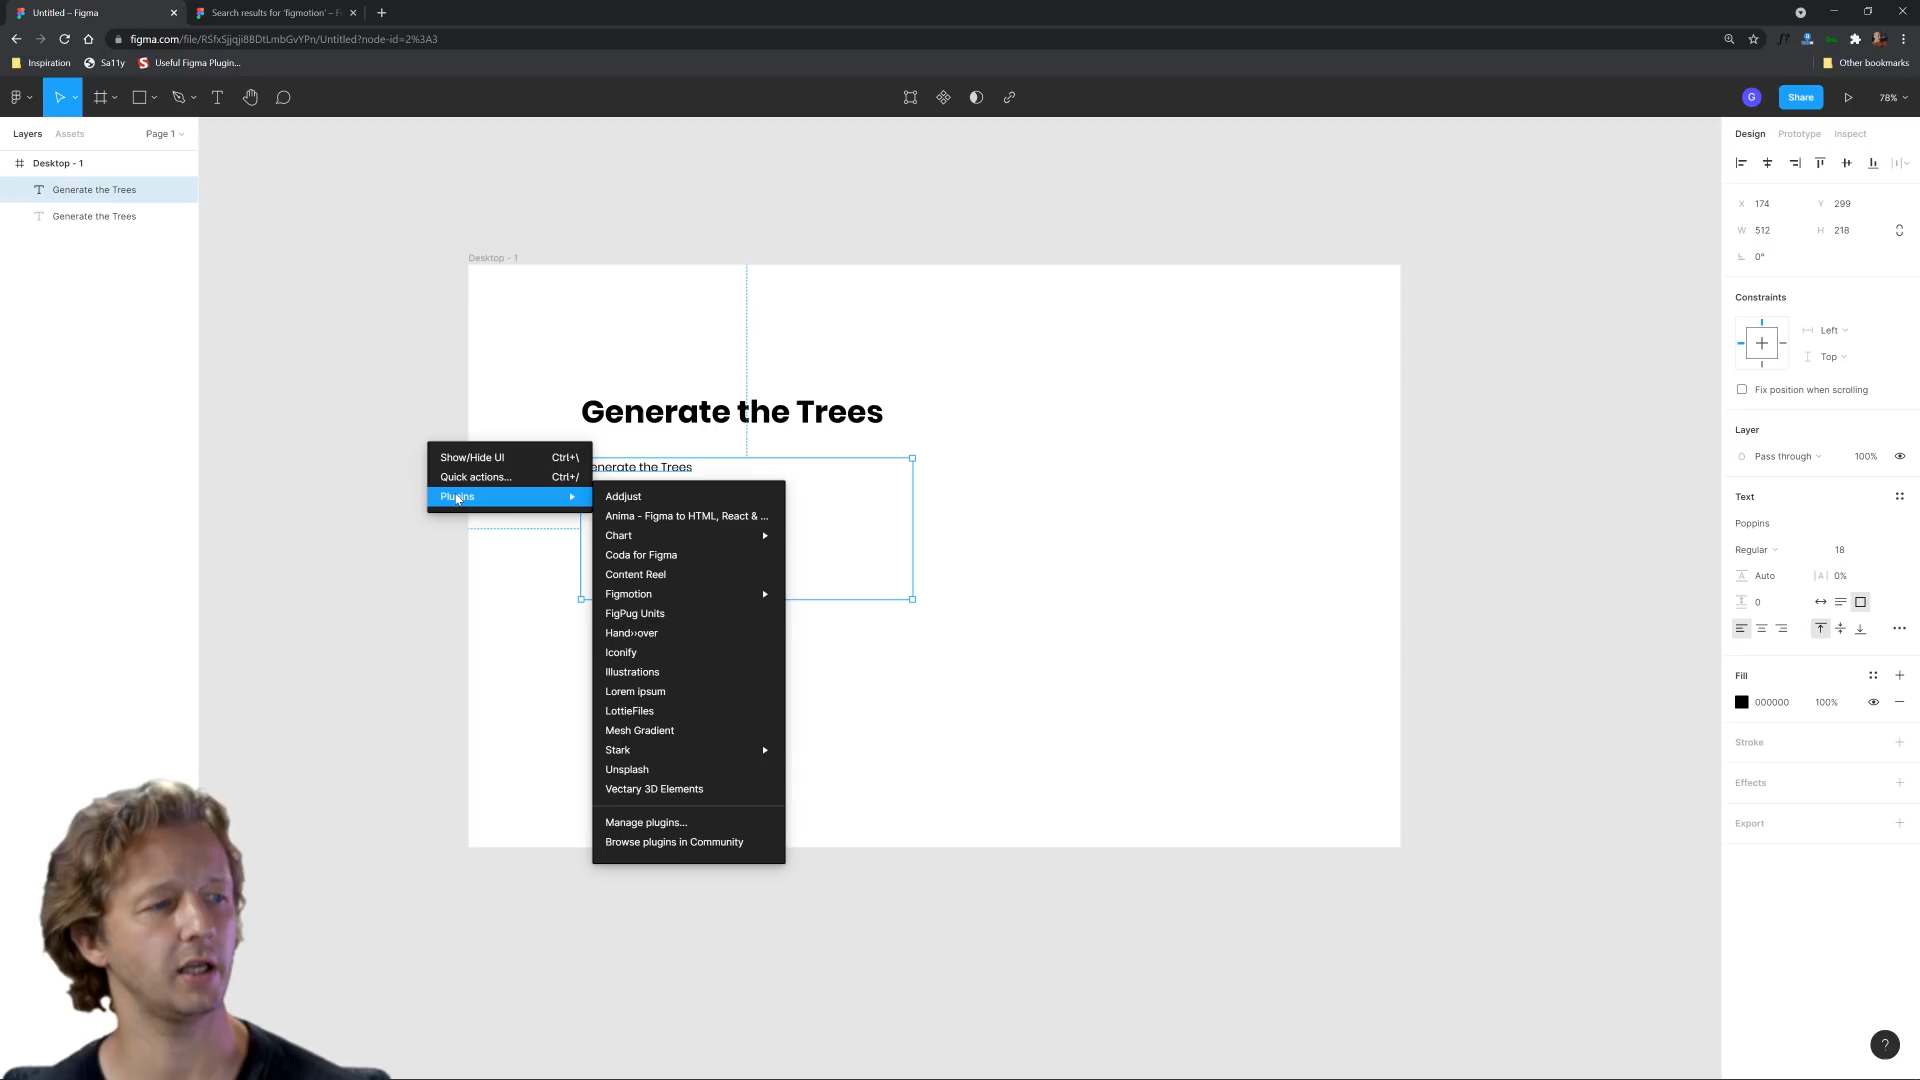 Untitled – Figma
Search results for 'figmotion' – F
figma.com/file/RSfxSjjqji8BDtLmbGvYPn/Untitled?node-id=2%3A3
Inspiration
Sa11y
Useful Figma Plugin...
Other bookmarks
G
Share
78%
Layers
Assets
Page 1
Desktop - 1
Generate the Trees
Generate the Trees
Desktop - 1
Generate the Trees
enerate the Trees
Show/Hide UI Ctrl+\
Quick actions... Ctrl+/
Plugins
Addjust
Anima - Figma to HTML, React & ...
Chart
Coda for Figma
Content Reel
Figmotion
FigPug Units
Hand››over
Iconify
Illustrations
Lorem ipsum
LottieFiles
Mesh Gradient
Stark
Unsplash
Vectary 3D Elements
Manage plugins...
Browse plugins in Community
Design
Prototype
Inspect
X 174 Y 299
W 512 H 218
0°
Constraints
Left
Top
Fix position when scrolling
Layer
Pass through 100%
Text
Poppins
Regular 18
Auto |A| 0%
0
Fill
000000 100%
Stroke
Effects
Export
?